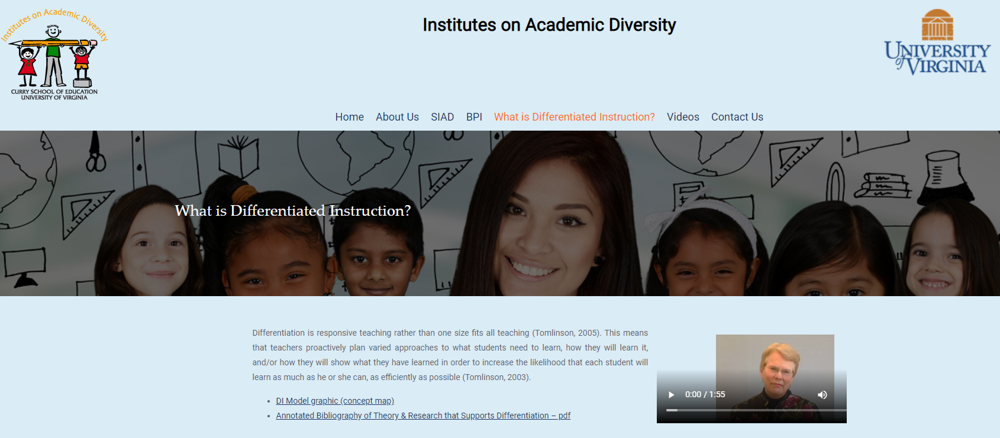 Institutes on Academic Diversity
CURRY SCHOOL OF EDUCATION
UNIVERSITY OF VIRGINIA
Institutes on Academic Diversity
UNIVERSITY
of VIRGINIA
Home About Us SIAD BPI What is Differentiated Instruction? Videos Contact Us
What is Differentiated Instruction?
Differentiation is responsive teaching rather than one size fits all teaching (Tomlinson, 2005). This means
that teachers proactively plan varied approaches to what students need to learn, how they will learn it,
and/or how they will show what they have learned in order to increase the likelihood that each student will
learn as much as he or she can, as efficiently as possible (Tomlinson, 2003).
• DI Model graphic (concept map)
• Annotated Bibliography of Theory & Research that Supports Differentiation – pdf
0:00 / 1:55